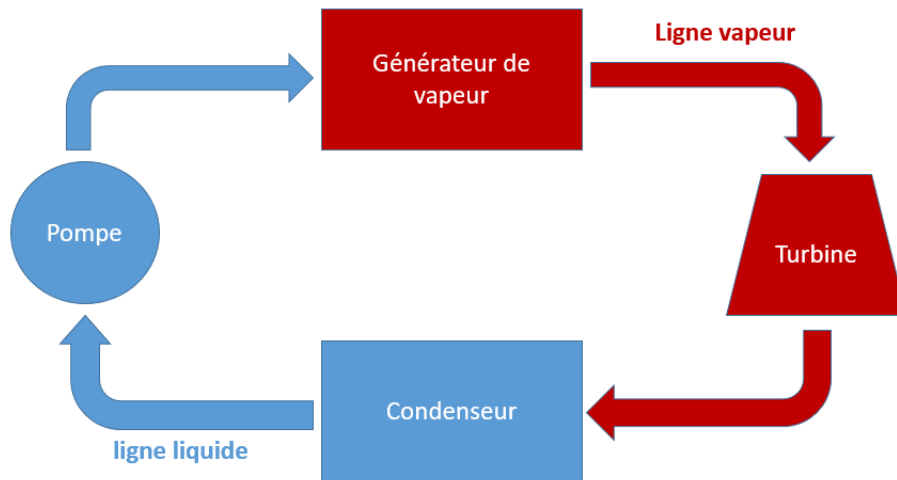 Ligne vapeur
Générateur de
vapeur
Pompe
Turbine
Condenseur
ligne liquide